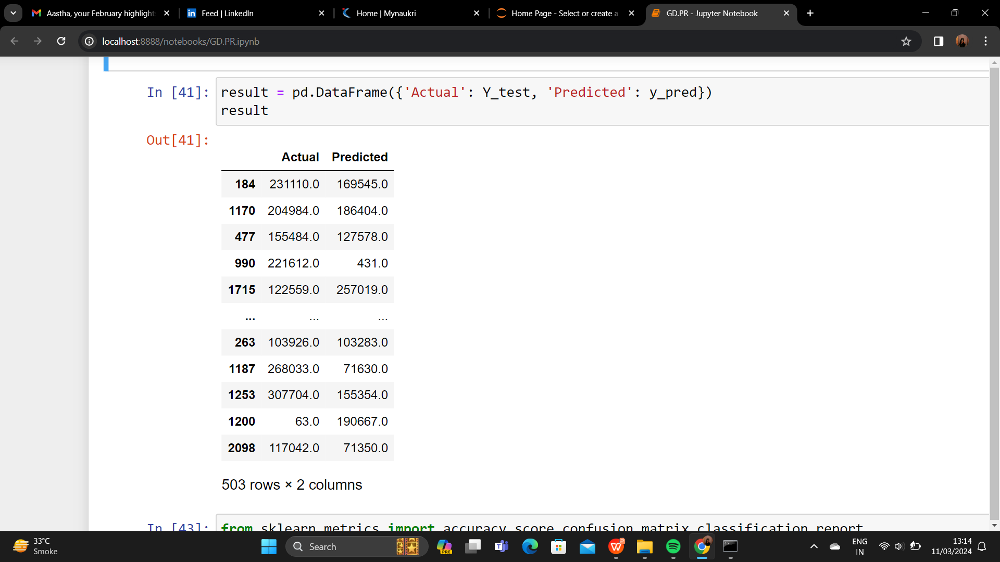 Aastha, your February highlight
Feed | LinkedIn
Home | Mynaukri
Home Page - Select or create a
GD.PR - Jupyter Notebook
localhost:8888/notebooks/GD.PR.ipynb
In [41]: result = pd.DataFrame({'Actual': Y_test, 'Predicted': y_pred})
result
Out[41]:
Actual Predicted
184 231110.0 169545.0
1170 204984.0 186404.0
477 155484.0 127578.0
990 221612.0 431.0
1715 122559.0 257019.0
... ... ...
263 103926.0 103283.0
1187 268033.0 71630.0
1253 307704.0 155354.0
1200 63.0 190667.0
2098 117042.0 71350.0
503 rows × 2 columns
In [43]: from sklearn.metrics import accuracy_score,confusion_matrix,classification_report
33°C
Smoke
Search
PRE
ENG
IN
13:14
11/03/2024